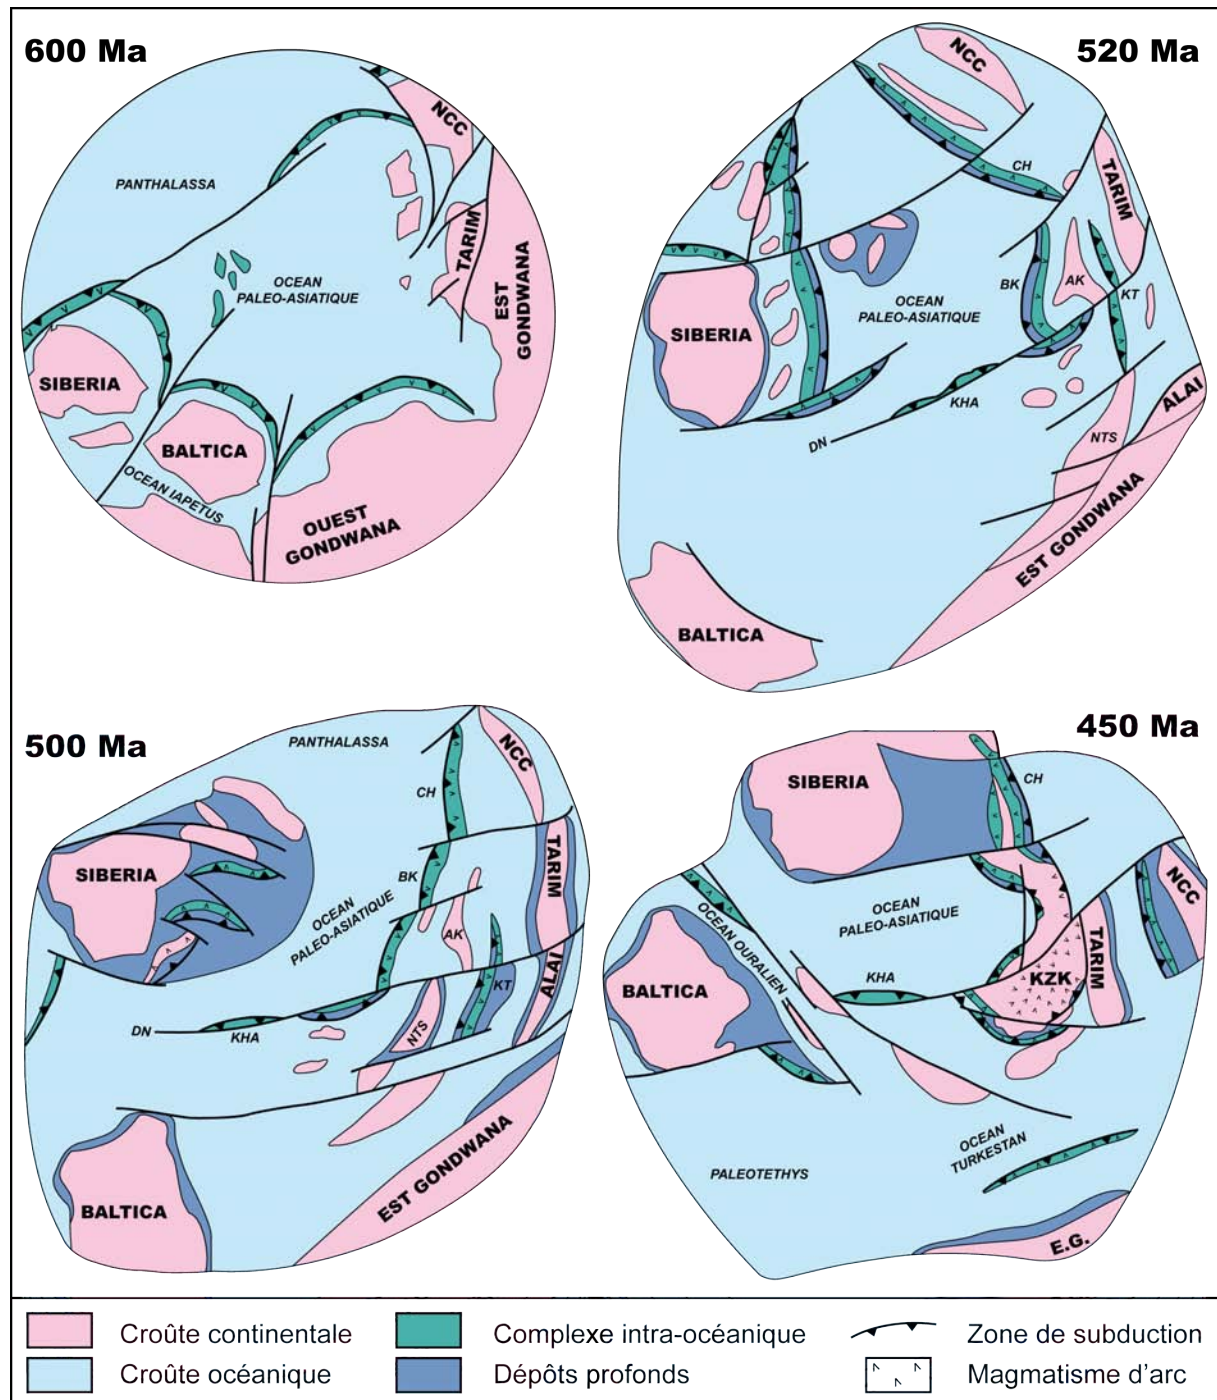 600 Ma
NCC
PANTHALASSA
TARIM
OCEAN
PALEO-ASIATIQUE
EST
GONDWANA
SIBERIA
BALTICA
OCEAN IAPETUS
OUEST
GONDWANA
520 Ma
NCC
CH
TARIM
SIBERIA
OCEAN
PALEO-ASIATIQUE
BK
AK
KT
KHA
DN
ALAI
NTS
EST GONDWANA
BALTICA
500 Ma
PANTHALASSA
NCC
CH
SIBERIA
BK
TARIM
OCEAN
PALEO-ASIATIQUE
AK
KT
ALAI
DN
KHA
NTS
EST GONDWANA
BALTICA
450 Ma
SIBERIA
CH
NCC
OCEAN
PALEO-ASIATIQUE
OCEAN OURALIEN
TARIM
BALTICA
KHA
KZK
OCEAN
TURKESTAN
PALEOTETHYS
E.G.
Croûte continentale
Complexe intra-océanique
Zone de subduction
Croûte océanique
Dépôts profonds
Magmatisme d'arc